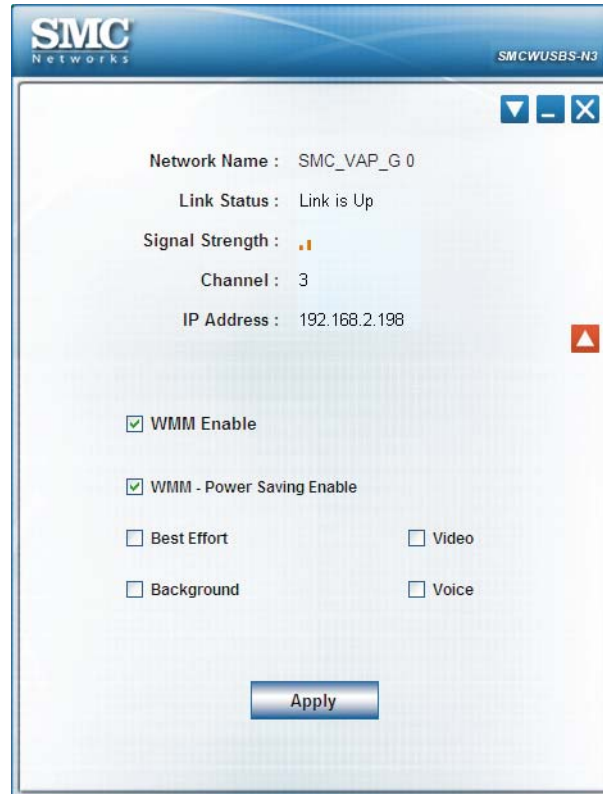 SMC
Networks
SMCWUSBS-N3
Network Name : SMC_VAP_G 0
Link Status : Link is Up
Signal Strength :
Channel : 3
IP Address : 192.168.2.198
WMM Enable
WMM - Power Saving Enable
Best Effort Video
Background Voice
Apply